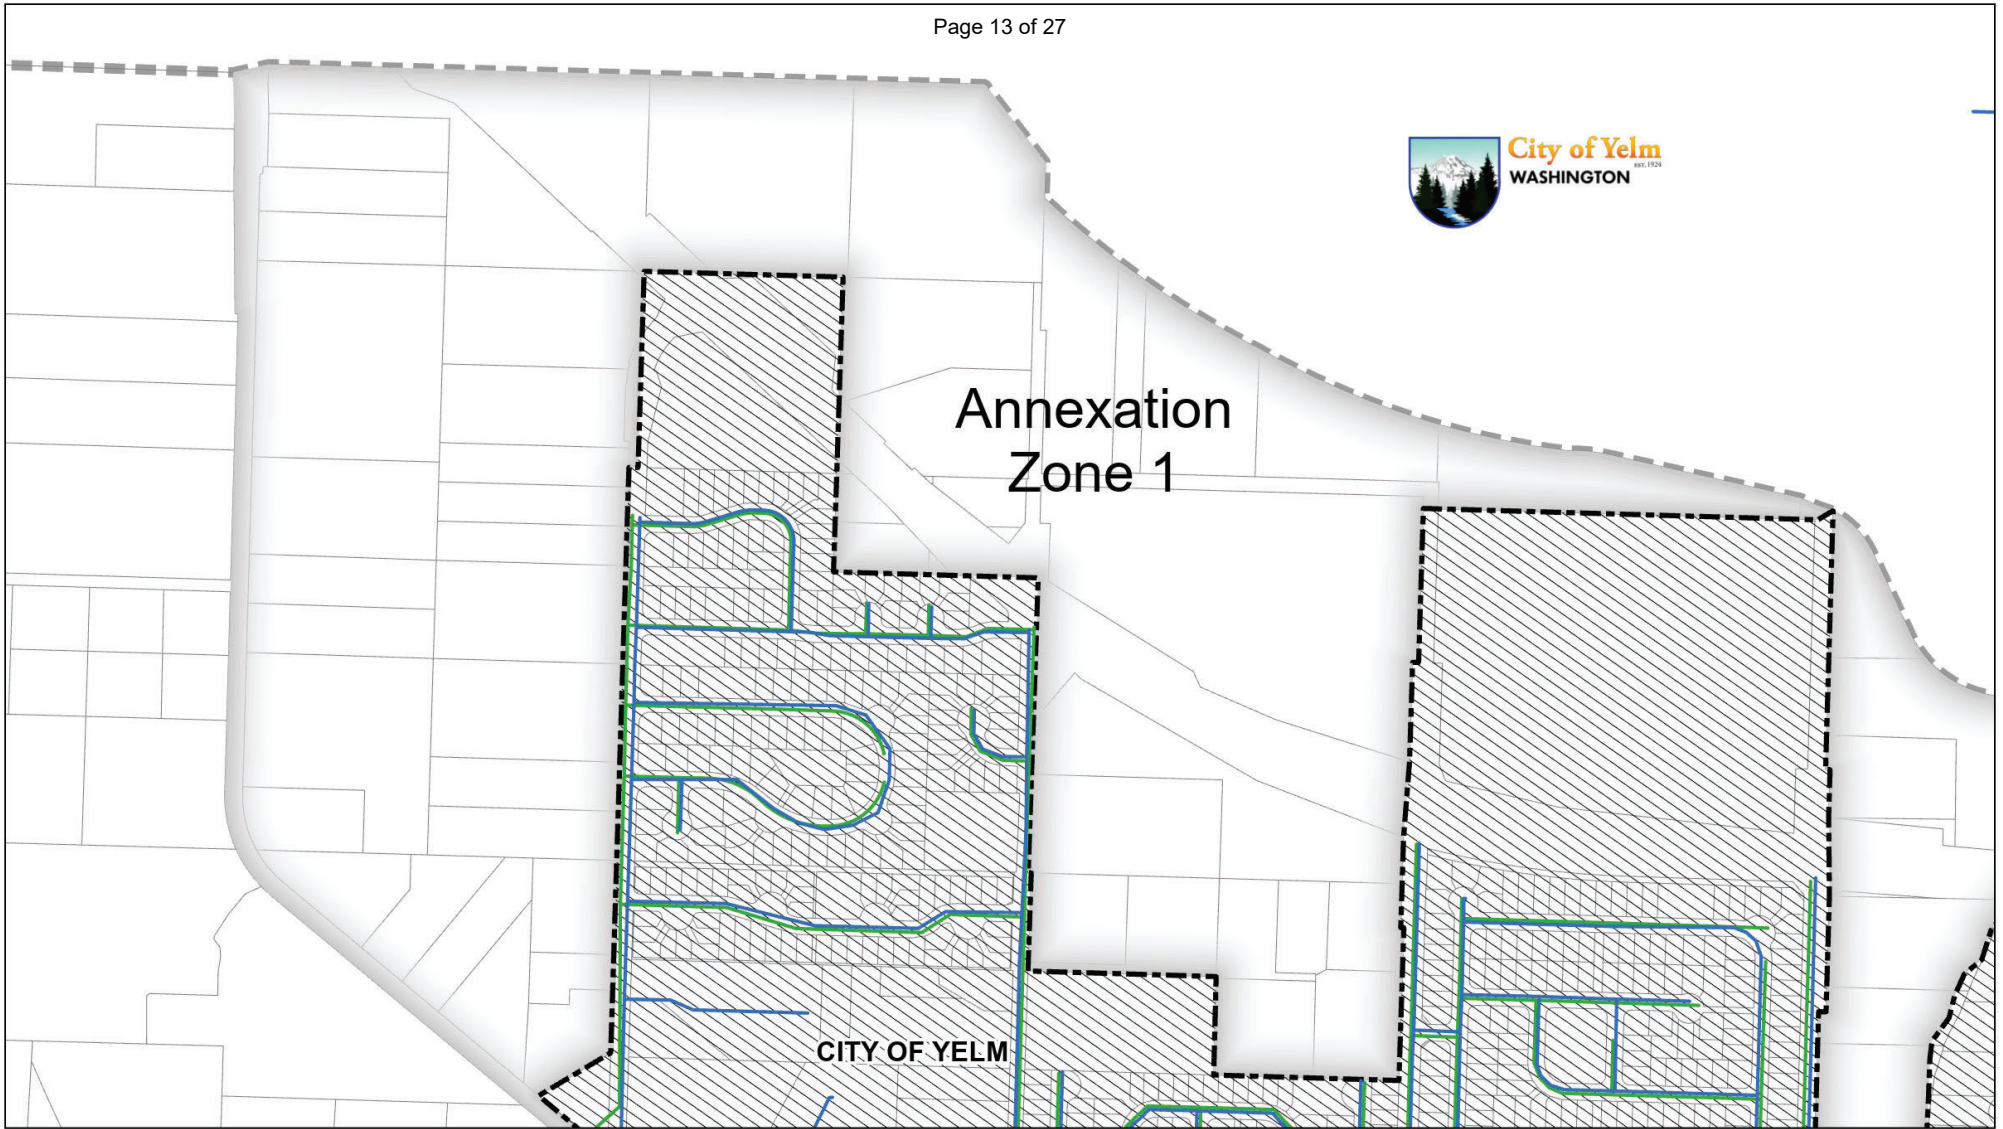 Page 13 of 27
City of Yelm
EST. 1924
WASHINGTON
Annexation
Zone 1
CITY OF YELM